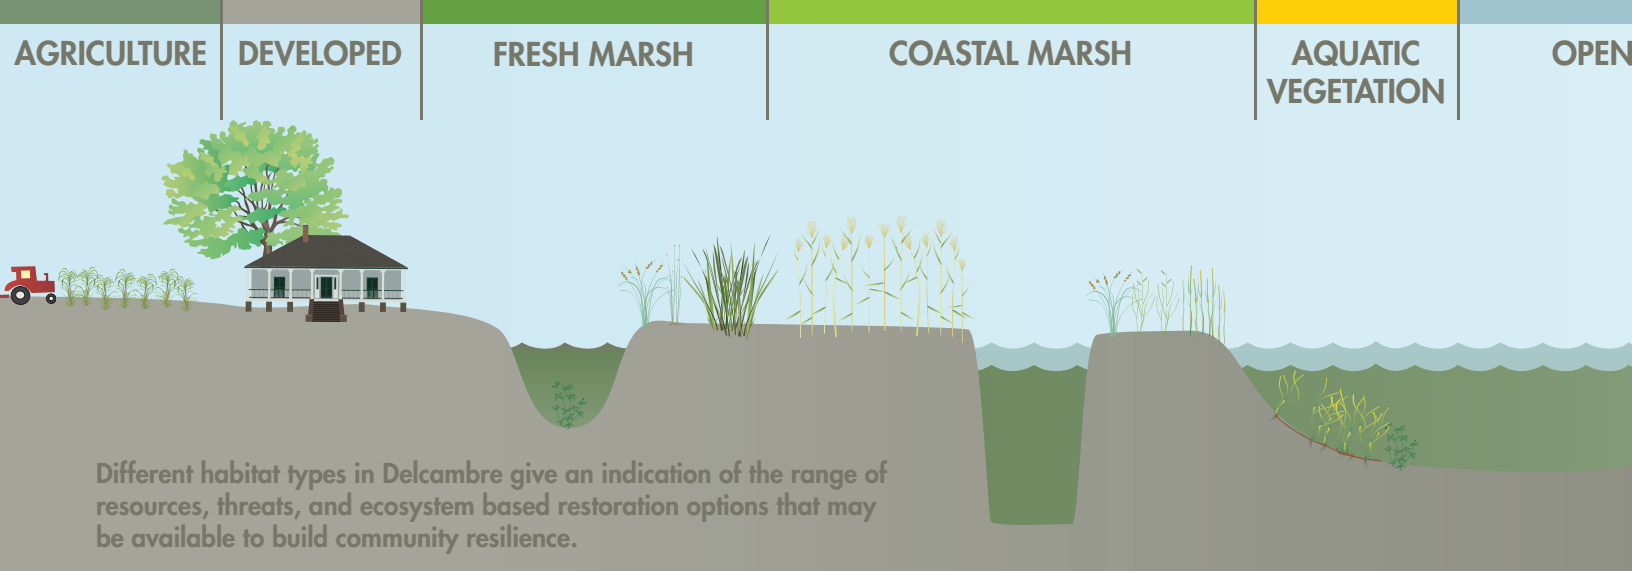 AGRICULTURE
DEVELOPED
FRESH MARSH
COASTAL MARSH
AQUATIC
VEGETATION
OPEN
Different habitat types in Delcambre give an indication of the range of
resources, threats, and ecosystem based restoration options that may
be available to build community resilience.